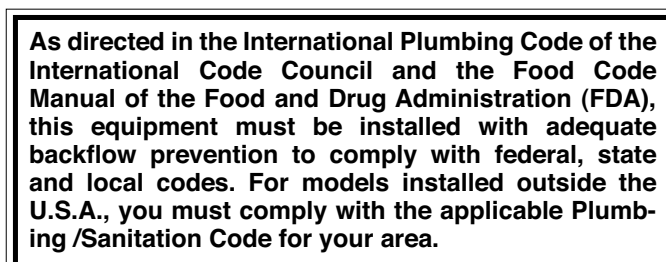 As directed in the International Plumbing Code of the
International Code Council and the Food Code
Manual of the Food and Drug Administration (FDA),
this equipment must be installed with adequate
backflow prevention to comply with federal, state
and local codes. For models installed outside the
U.S.A., you must comply with the applicable Plumb-
ing /Sanitation Code for your area.